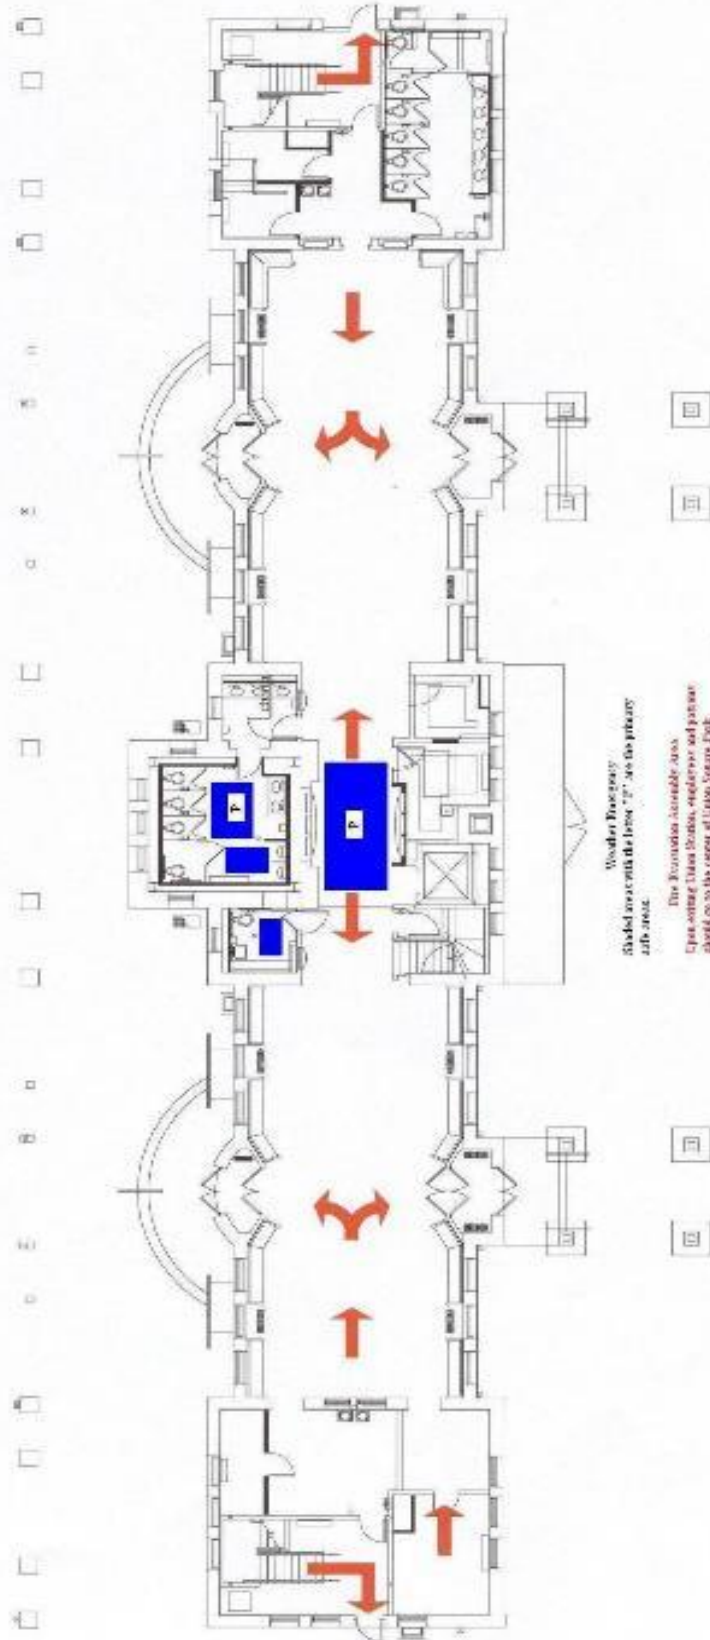 P
P
Weather Emergency
Shaded areas with the letter "P" are the primary
safe areas.
Fire Evacuation Assembly Area
Upon exiting Union Station, employees and patrons
should go to the center of Union Square Park